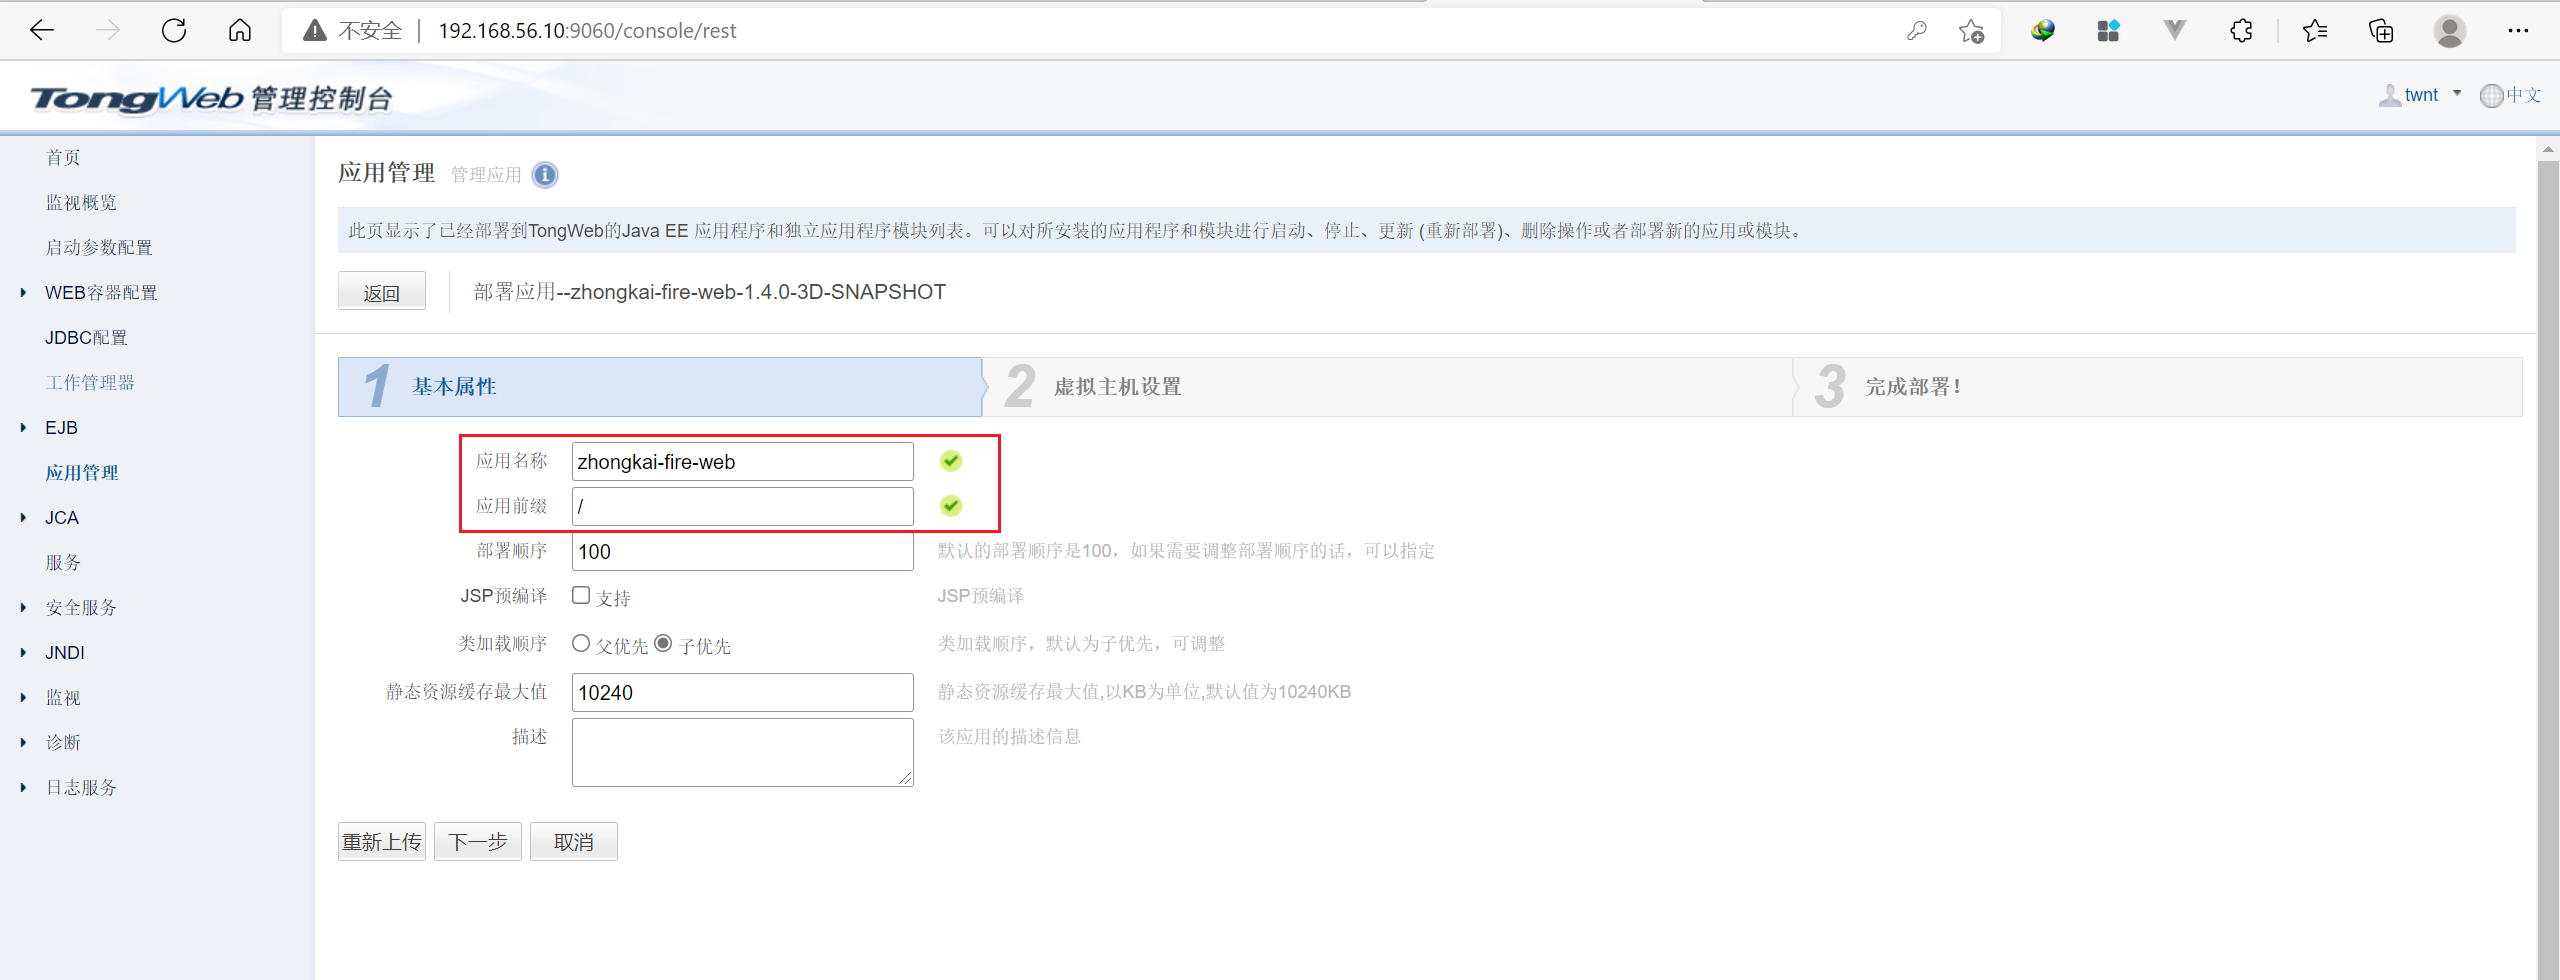 不安全 192.168.56.10:9060/console/rest
TongWeb 管理控制台
twnt 中文
首页
监视概览
启动参数配置
WEB容器配置
JDBC配置
工作管理器
EJB
应用管理
JCA
服务
安全服务
JNDI
监视
诊断
日志服务
应用管理 管理应用
此页显示了已经部署到TongWeb的Java EE 应用程序和独立应用程序模块列表。可以对所安装的应用程序和模块进行启动、停止、更新 (重新部署)、删除操作或者部署新的应用或模块。
返回 部署应用--zhongkai-fire-web-1.4.0-3D-SNAPSHOT
1 基本属性 2 虚拟主机设置 3 完成部署!
应用名称 zhongkai-fire-web
应用前缀 /
部署顺序 100 默认的部署顺序是100，如果需要调整部署顺序的话，可以指定
JSP预编译 支持 JSP预编译
类加载顺序 父优先 子优先 类加载顺序，默认为子优先，可调整
静态资源缓存最大值 10240 静态资源缓存最大值,以KB为单位,默认值为10240KB
描述 该应用的描述信息
重新上传 下一步 取消